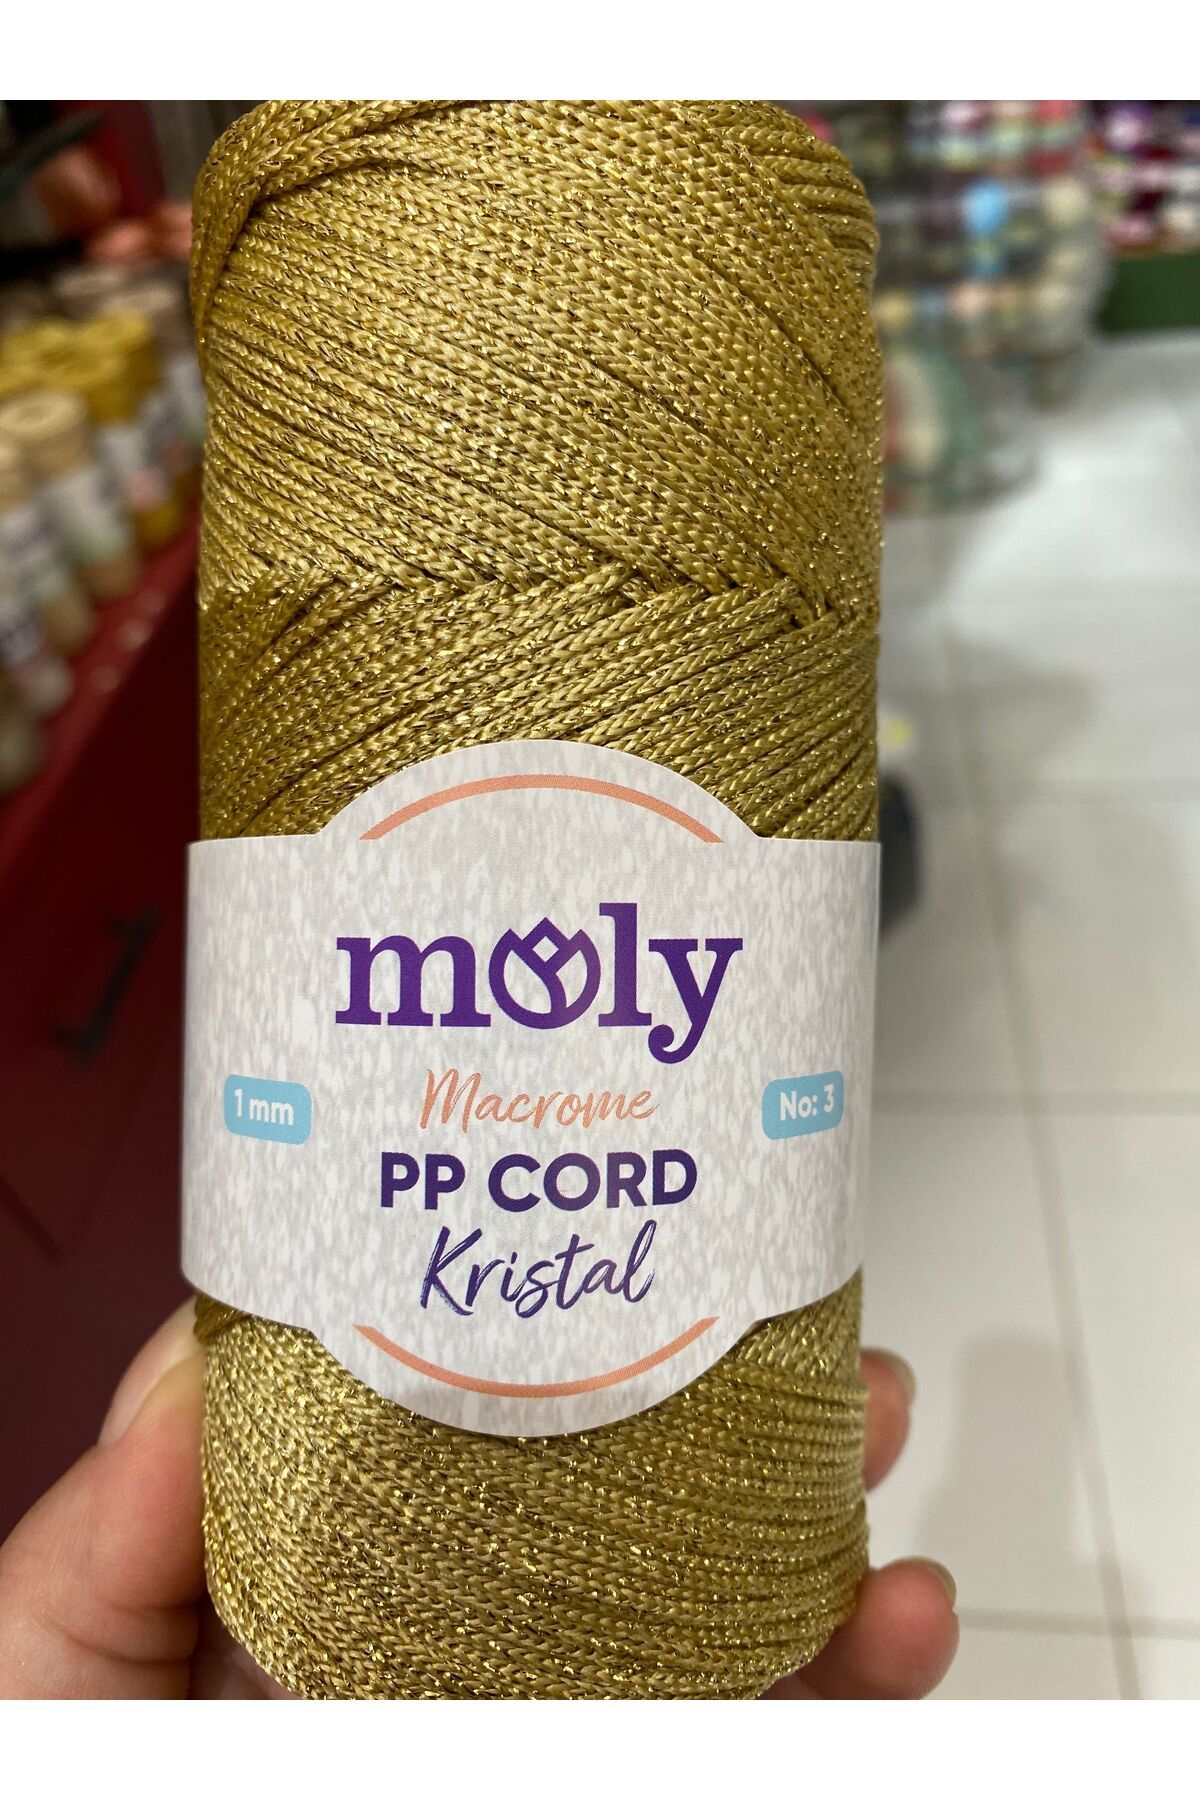 moly
Macrome
1 mm
No: 3
PP CORD
Kristal